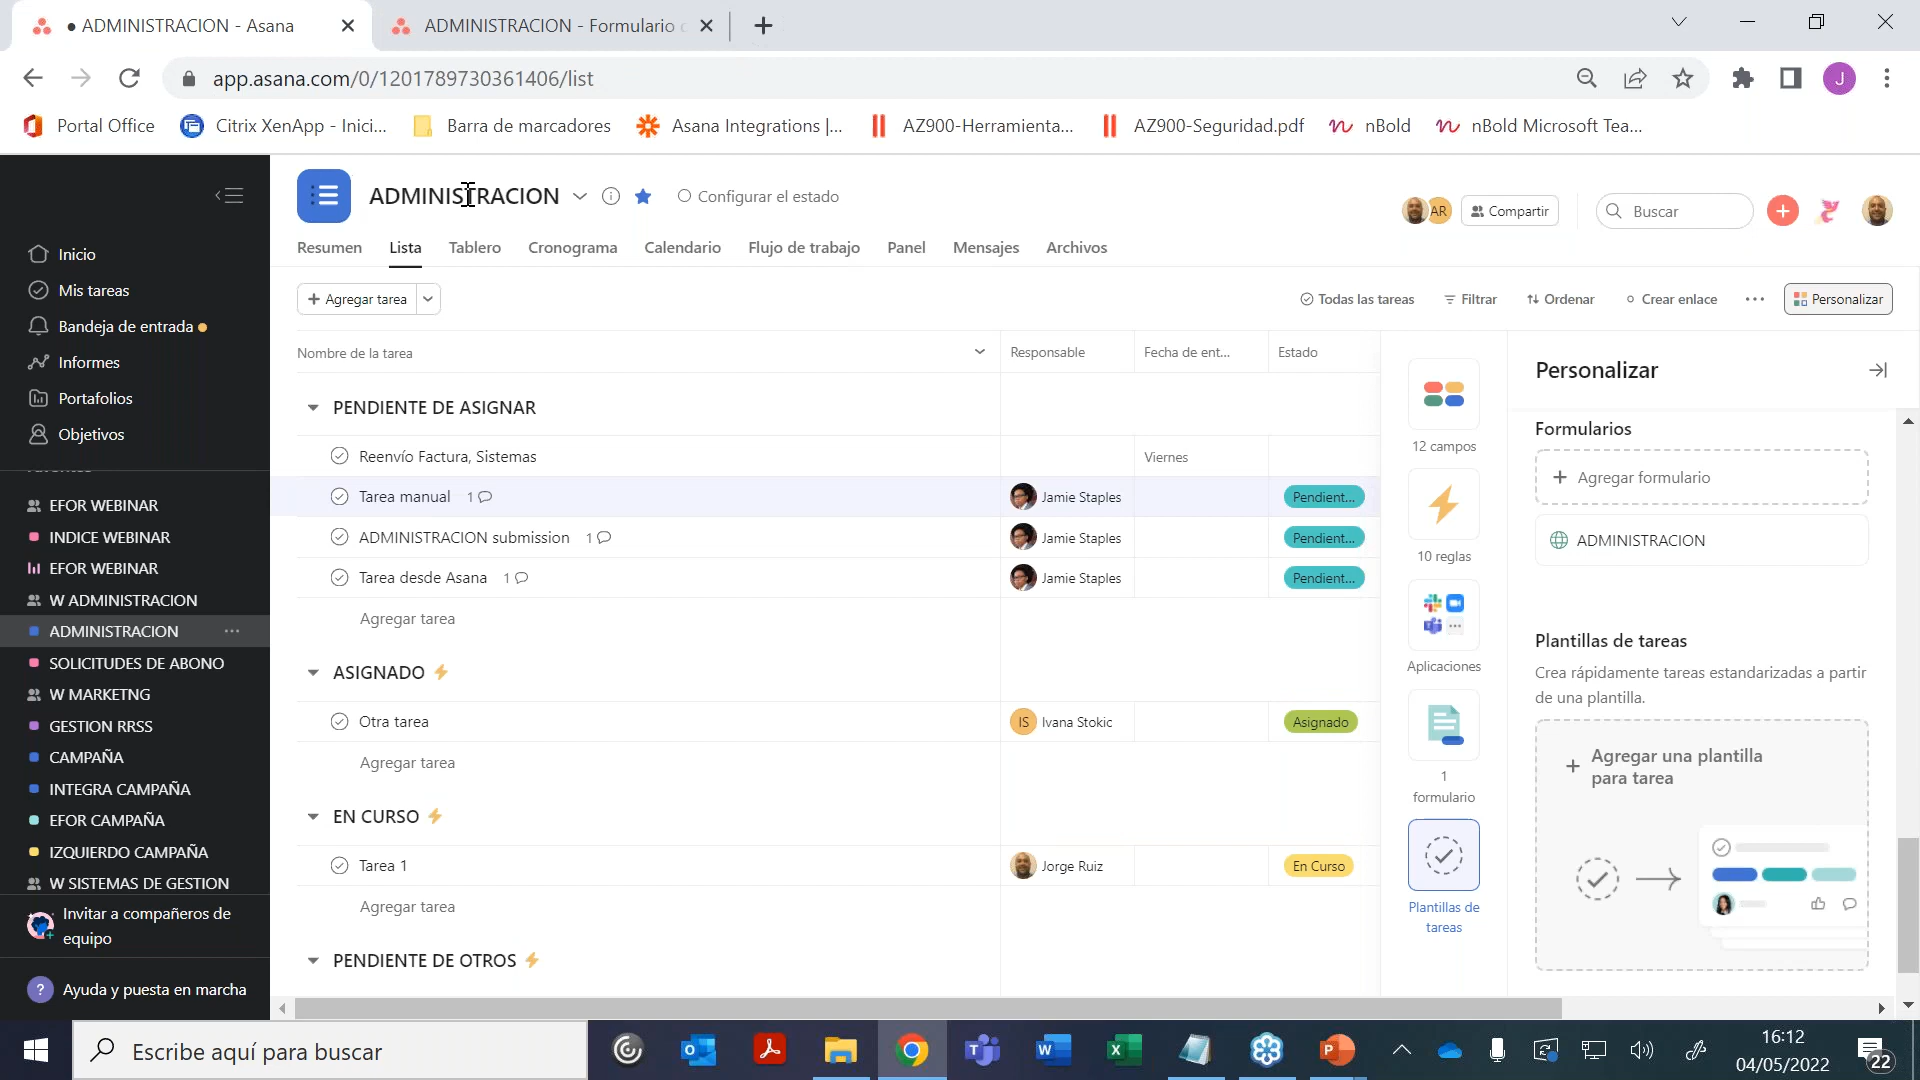 ● ADMINISTRACION - Asana
ADMINISTRACION - Formulario
app.asana.com/0/1201789730361406/list
J
Portal Office
Citrix XenApp - Inici...
Barra de marcadores
Asana Integrations |...
AZ900-Herramienta...
AZ900-Seguridad.pdf
nBold
nBold Microsoft Tea...
ADMINISTRACION
Configurar el estado
AR
Compartir
Buscar
Resumen
Lista
Tablero
Cronograma
Calendario
Flujo de trabajo
Panel
Mensajes
Archivos
+ Agregar tarea
Todas las tareas
Filtrar
Ordenar
Crear enlace
Personalizar
Inicio
Mis tareas
Bandeja de entrada
Informes
Portafolios
Objetivos
EFOR WEBINAR
INDICE WEBINAR
EFOR WEBINAR
W ADMINISTRACION
ADMINISTRACION
SOLICITUDES DE ABONO
W MARKETNG
GESTION RRSS
CAMPAÑA
INTEGRA CAMPAÑA
EFOR CAMPAÑA
IZQUIERDO CAMPAÑA
W SISTEMAS DE GESTION
Invitar a compañeros de
equipo
? Ayuda y puesta en marcha
Nombre de la tarea
Responsable
Fecha de ent...
Estado
PENDIENTE DE ASIGNAR
Reenvío Factura, Sistemas
Viernes
Tarea manual 1
Jamie Staples
Pendient...
ADMINISTRACION submission 1
Jamie Staples
Pendient...
Tarea desde Asana 1
Jamie Staples
Pendient...
Agregar tarea
ASIGNADO
Otra tarea
IS Ivana Stokic
Asignado
Agregar tarea
EN CURSO
Tarea 1
Jorge Ruiz
En Curso
Agregar tarea
PENDIENTE DE OTROS
12 campos
10 reglas
Aplicaciones
1
formulario
Plantillas de
tareas
Personalizar
Formularios
+ Agregar formulario
ADMINISTRACION
Plantillas de tareas
Crea rápidamente tareas estandarizadas a partir
de una plantilla.
+ Agregar una plantilla
para tarea
Escribe aquí para buscar
16:12
04/05/2022
22